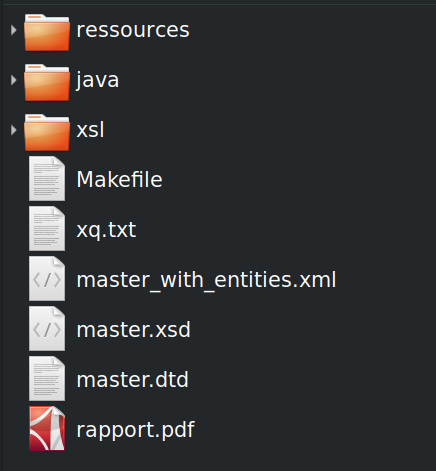 ressources
java
xsl
Makefile
xq.txt
master_with_entities.xml
master.xsd
master.dtd
rapport.pdf